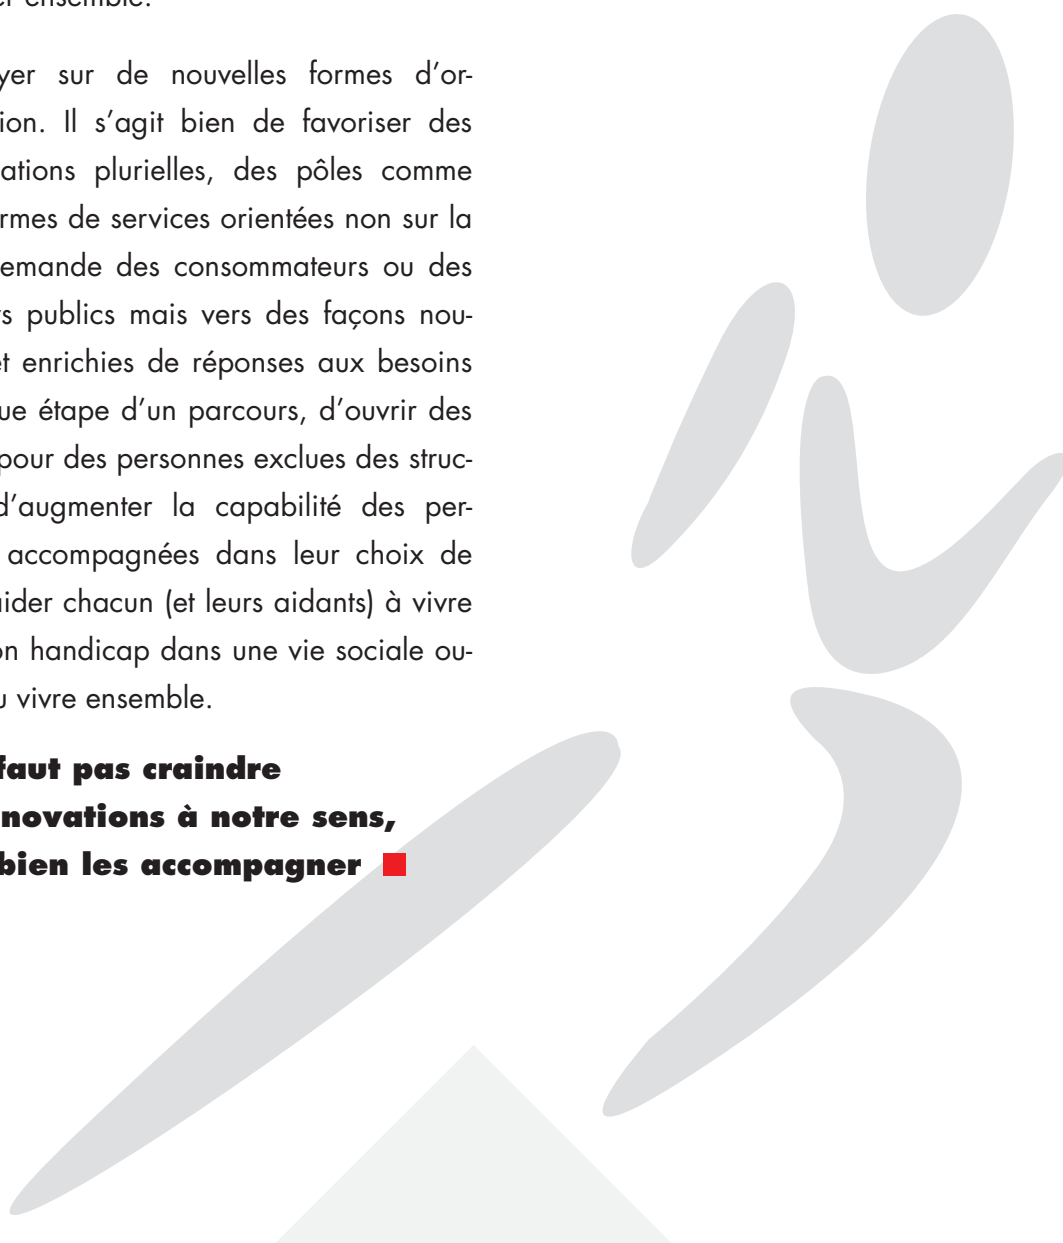 ensemble.
yer sur de nouvelles formes d’or-
ion. Il s’agit bien de favoriser des
ations plurielles, des pôles comme
rmes de services orientées non sur la
emande des consommateurs ou des
s publics mais vers des façons nou-
et enrichies de réponses aux besoins
ue étape d’un parcours, d’ouvrir des
pour des personnes exclues des struc-
d’augmenter la capabilité des per-
accompagnées dans leur choix de
ider chacun (et leurs aidants) à vivre
on handicap dans une vie sociale ou-
u vivre ensemble.
faut pas craindre
novations à notre sens,
bien les accompagner